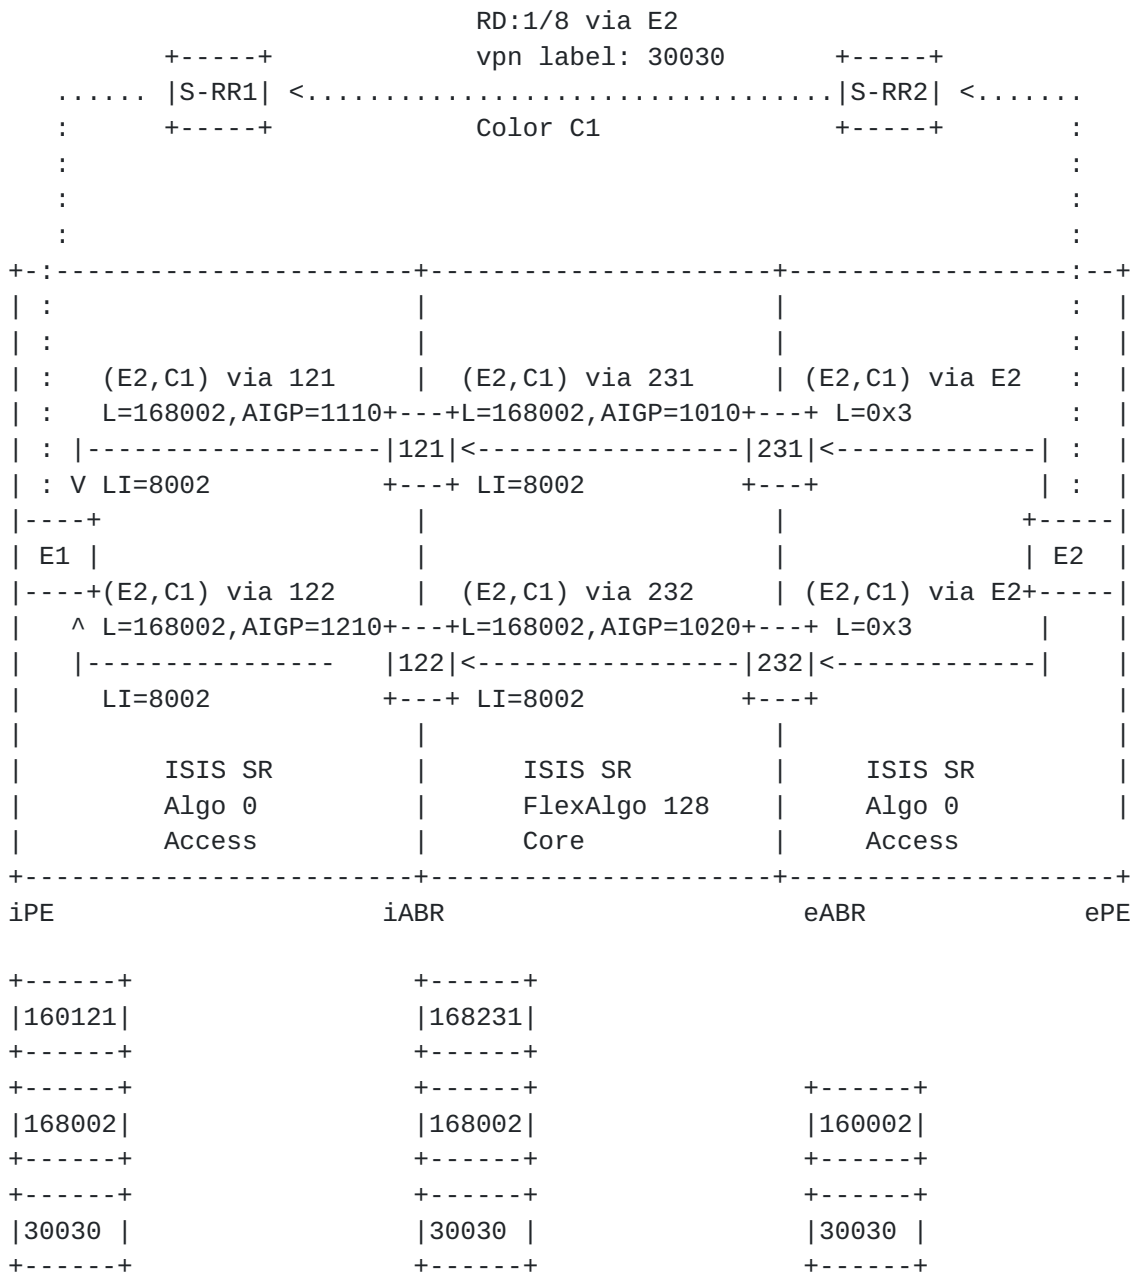 RD:1/8 via E2
          +-----+             vpn label: 30030       +-----+
   ...... |S-RR1| <..................................|S-RR2| <.......
   :      +-----+             Color C1               +-----+        :
   :                                                                :
   :                                                                :
   :                                                                :
+-:-----------------------+----------------------+------------------:--+
| :                       |                      |                  :  |
| :                       |                      |                  :  |
| :   (E2,C1) via 121     |  (E2,C1) via 231     | (E2,C1) via E2   :  |
| :   L=168002,AIGP=1110+---+L=168002,AIGP=1010+---+ L=0x3          :  |
| : |-------------------|121|<-----------------|231|<-------------| :  |
| : V LI=8002           +---+ LI=8002          +---+              | :  |
|----+                    |                      |               +-----|
| E1 |                    |                      |               | E2  |
|----+(E2,C1) via 122     |  (E2,C1) via 232     | (E2,C1) via E2+-----|
|   ^ L=168002,AIGP=1210+---+L=168002,AIGP=1020+---+ L=0x3        |    |
|   |----------------   |122|<-----------------|232|<-------------|    |
|     LI=8002           +---+ LI=8002          +---+                   |
|                         |                      |                     |
|         ISIS SR         |      ISIS SR         |     ISIS SR         |
|         Algo 0          |      FlexAlgo 128    |     Algo 0          |
|         Access          |      Core            |     Access
+-------------------------+----------------------+---------------------+
iPE                     iABR                       eABR              ePE
+------+                  +------+
|160121|                  |168231|
+------+                  +------+
+------+                  +------+                 +------+
|168002|                  |168002|                 |160002|
+------+                  +------+                 +------+
+------+                  +------+                 +------+
|30030 |                  |30030 |                 |30030 |
+------+                  +------+                 +------+